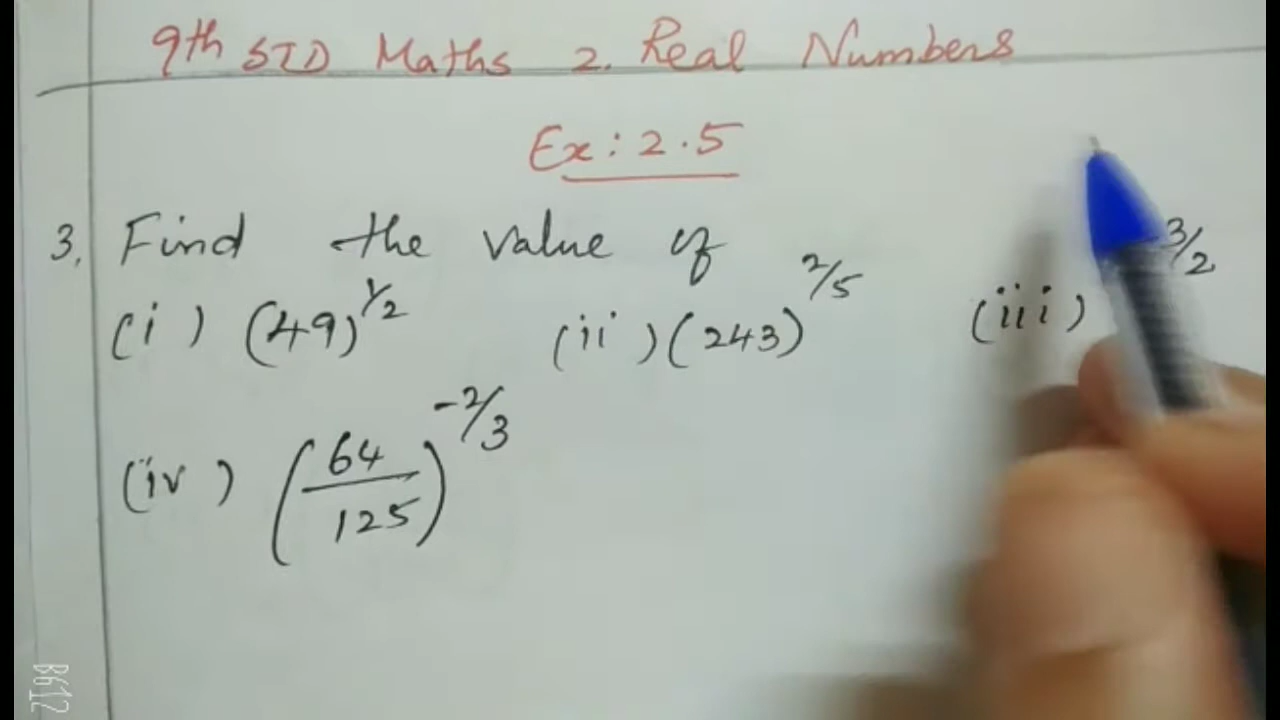 9th STD Maths 2. Real Numbers
Ex: 2.5
3. Find the value of
(i) (49)^1/2 (ii) (243)^2/5 (iii) ^3/2
(iv) (64/125)^-2/3
B612